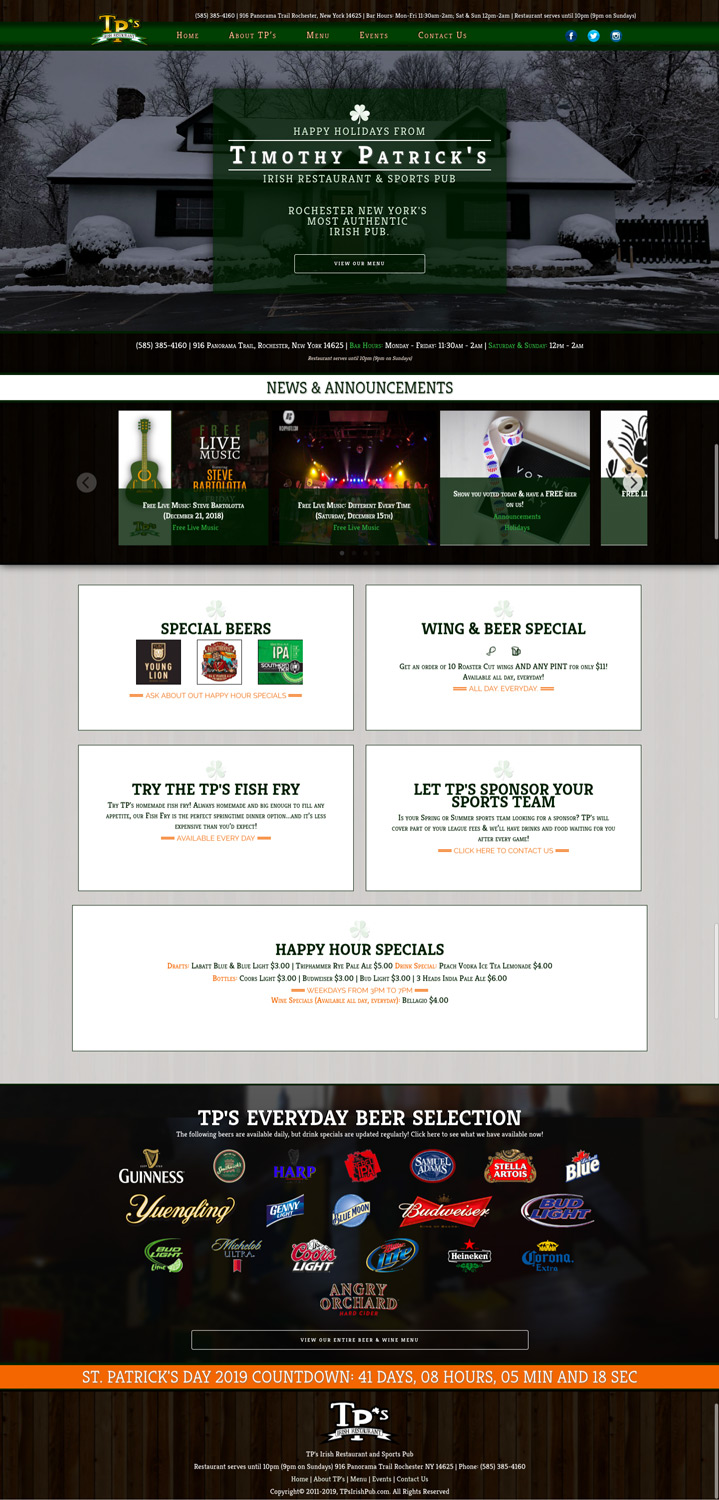 (585) 385-4160 | 916 Panorama Trail Rochester, New York 14625 | Bar Hours: Mon-Fri 11:30am-2am; Sat & Sun 12pm-2am | Restaurant serves until 10pm (9pm on Sundays)
TP's
IRISH RESTAURANT
Home About TP's Menu Events Contact Us
HAPPY HOLIDAYS FROM
Timothy Patrick's
IRISH RESTAURANT & SPORTS PUB
ROCHESTER NEW YORK'S
MOST AUTHENTIC
IRISH PUB.
VIEW OUR MENU
(585) 385-4160 | 916 Panorama Trail, Rochester, New York 14625 | Bar Hours: Monday - Friday: 11:30am - 2am | Saturday & Sunday: 12pm - 2am
Restaurant serves until 10pm (9pm on Sundays)
NEWS & ANNOUNCEMENTS
FREE
LIVE
MUSIC
STEVE
BARTOLOTTA
FRIDAY
VOTING
Free Live Music: Steve Bartolotta
(December 21, 2018)
Free Live Music
Free Live Music: Different Every Time
(Saturday, December 15th)
Free Live Music
Show you voted today & have a FREE beer
on us!
Announcements
Holidays
FREE LI
SPECIAL BEERS
YOUNG
LION
IPA
SOUTHERN TIER
ASK ABOUT OUT HAPPY HOUR SPECIALS
WING & BEER SPECIAL
Get an order of 10 Roaster Cut wings AND ANY PINT for only $11!
Available all day, everyday!
ALL DAY EVERYDAY
TRY THE TP'S FISH FRY
Try TP's homemade fish fry! Always homemade and big enough to fill any
appetite, our Fish Fry is the perfect springtime dinner option...and it's less
expensive than you'd expect!
AVAILABLE EVERY DAY
LET TP'S SPONSOR YOUR
SPORTS TEAM
Is your Spring or Summer sports team looking for a sponsor? TP's will
cover part of your league fees & we'll have drinks and food waiting for you
after every game!
CLICK HERE TO CONTACT US
HAPPY HOUR SPECIALS
Drafts: Labatt Blue & Blue Light $3.00 | Triphammer Rye Pale Ale $5.00 Drink Special: Peach Vodka Ice Tea Lemonade $4.00
Bottles: Coors Light $3.00 | Budweiser $3.00 | Bud Light $3.00 | 3 Heads India Pale Ale $6.00
WEEKDAYS FROM 3PM TO 7PM
Wine Specials (Available all day, everyday): Bellagio $4.00
TP'S EVERYDAY BEER SELECTION
The following beers are available daily, but drink specials are updated regularly! Click here to see what we have available now!
GUINNESS Smithwick's HARP SAMUEL ADAMS STELLA ARTOIS Blue
Yuengling GENNY LIGHT BLUE MOON Budweiser BUD LIGHT
BUD LIGHT Lime Michelob ULTRA Coors LIGHT Lite Heineken Corona Extra
ANGRY
ORCHARD
HARD CIDER
VIEW OUR ENTIRE BEER & WINE MENU
ST. PATRICK'S DAY 2019 COUNTDOWN: 41 DAYS, 08 HOURS, 05 MIN AND 18 SEC
TP's
IRISH RESTAURANT
TP's Irish Restaurant and Sports Pub
Restaurant serves until 10pm (9pm on Sundays) 916 Panorama Trail Rochester NY 14625 | Phone: (585) 385-4160
Home | About TP's | Menu | Events | Contact Us
Copyright© 2011-2019, TPsIrishPub.com. All Rights Reserved